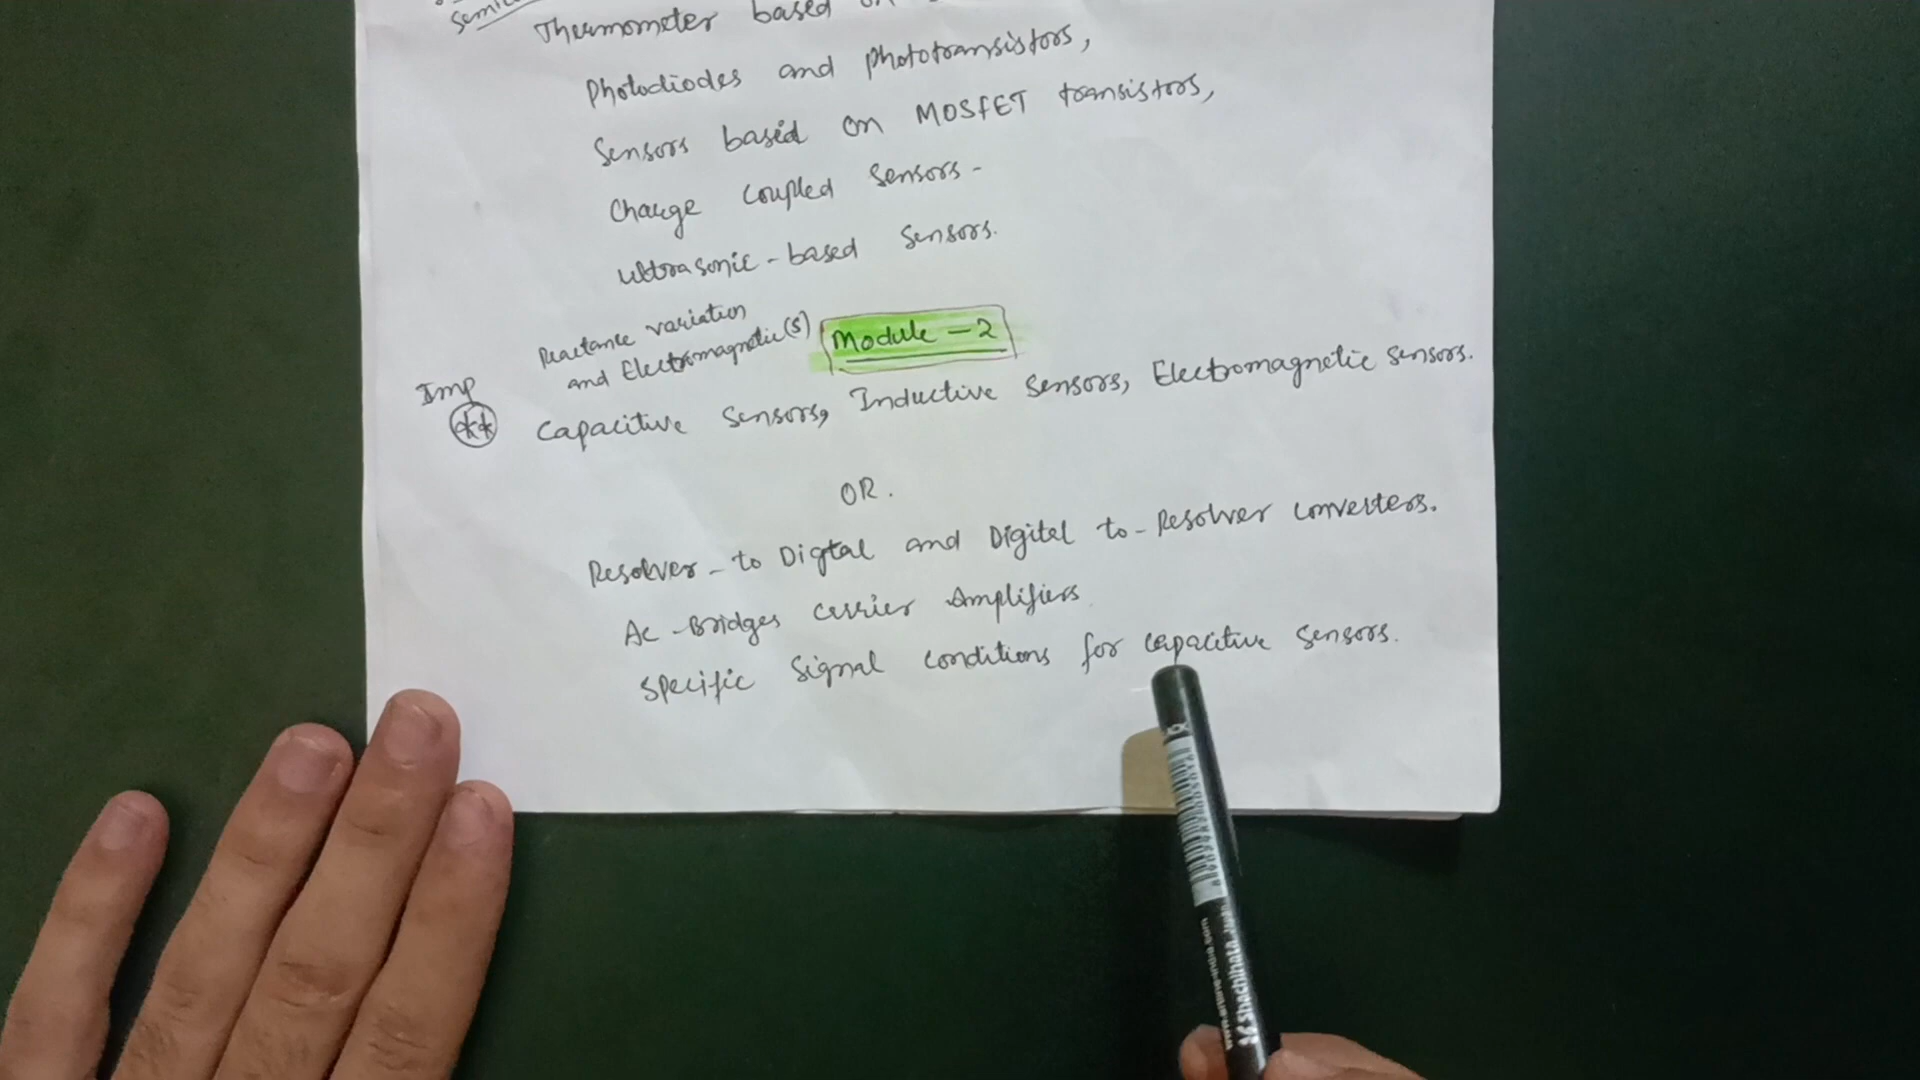 Thermometer based on
Photodiodes and phototransistors,
Sensors based on MOSFET transistors,
Charge coupled sensors -
ultrasonic-based sensors.
Reactance variation
and Electromagnetic(s)
Module - 2
Imp
** Capacitive sensors, Inductive sensors, Electromagnetic sensors.
OR.
Resolver - to Digtal and Digital to - Resolver converters.
Ac - Bridges carrier Amplifiers
Specific signal conditions for capacitive sensors.